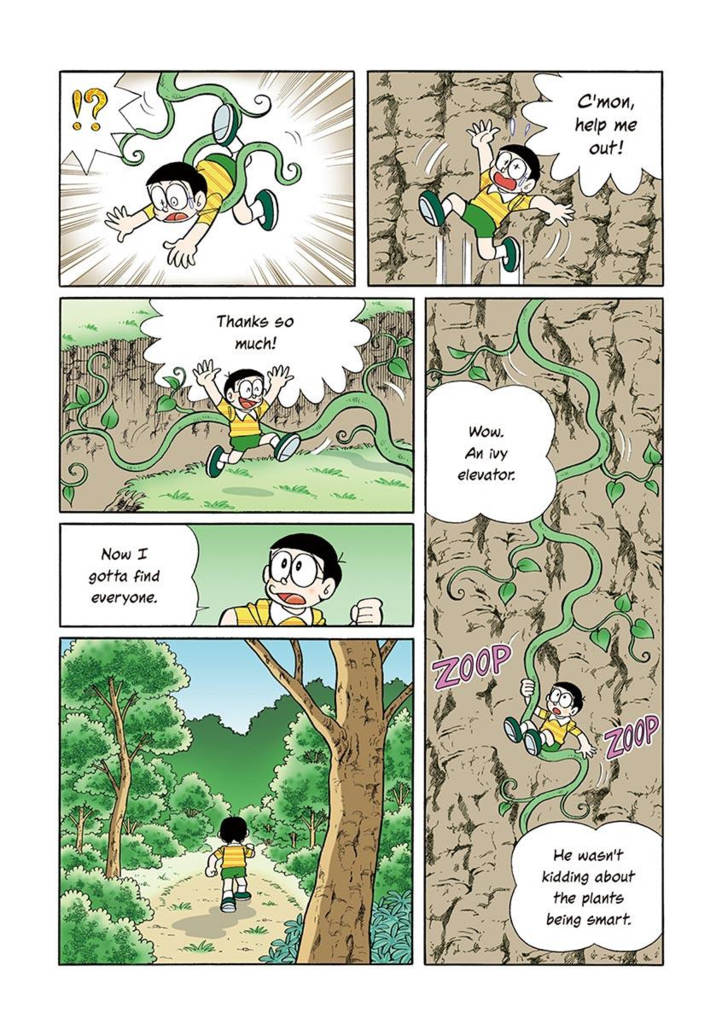 C'mon,
help me
out!
!?
Wow.
An ivy
elevator.
ZOOP
ZOOP
He wasn't
kidding about
the plants
being smart.
Thanks so
much!
Now I
gotta find
everyone.